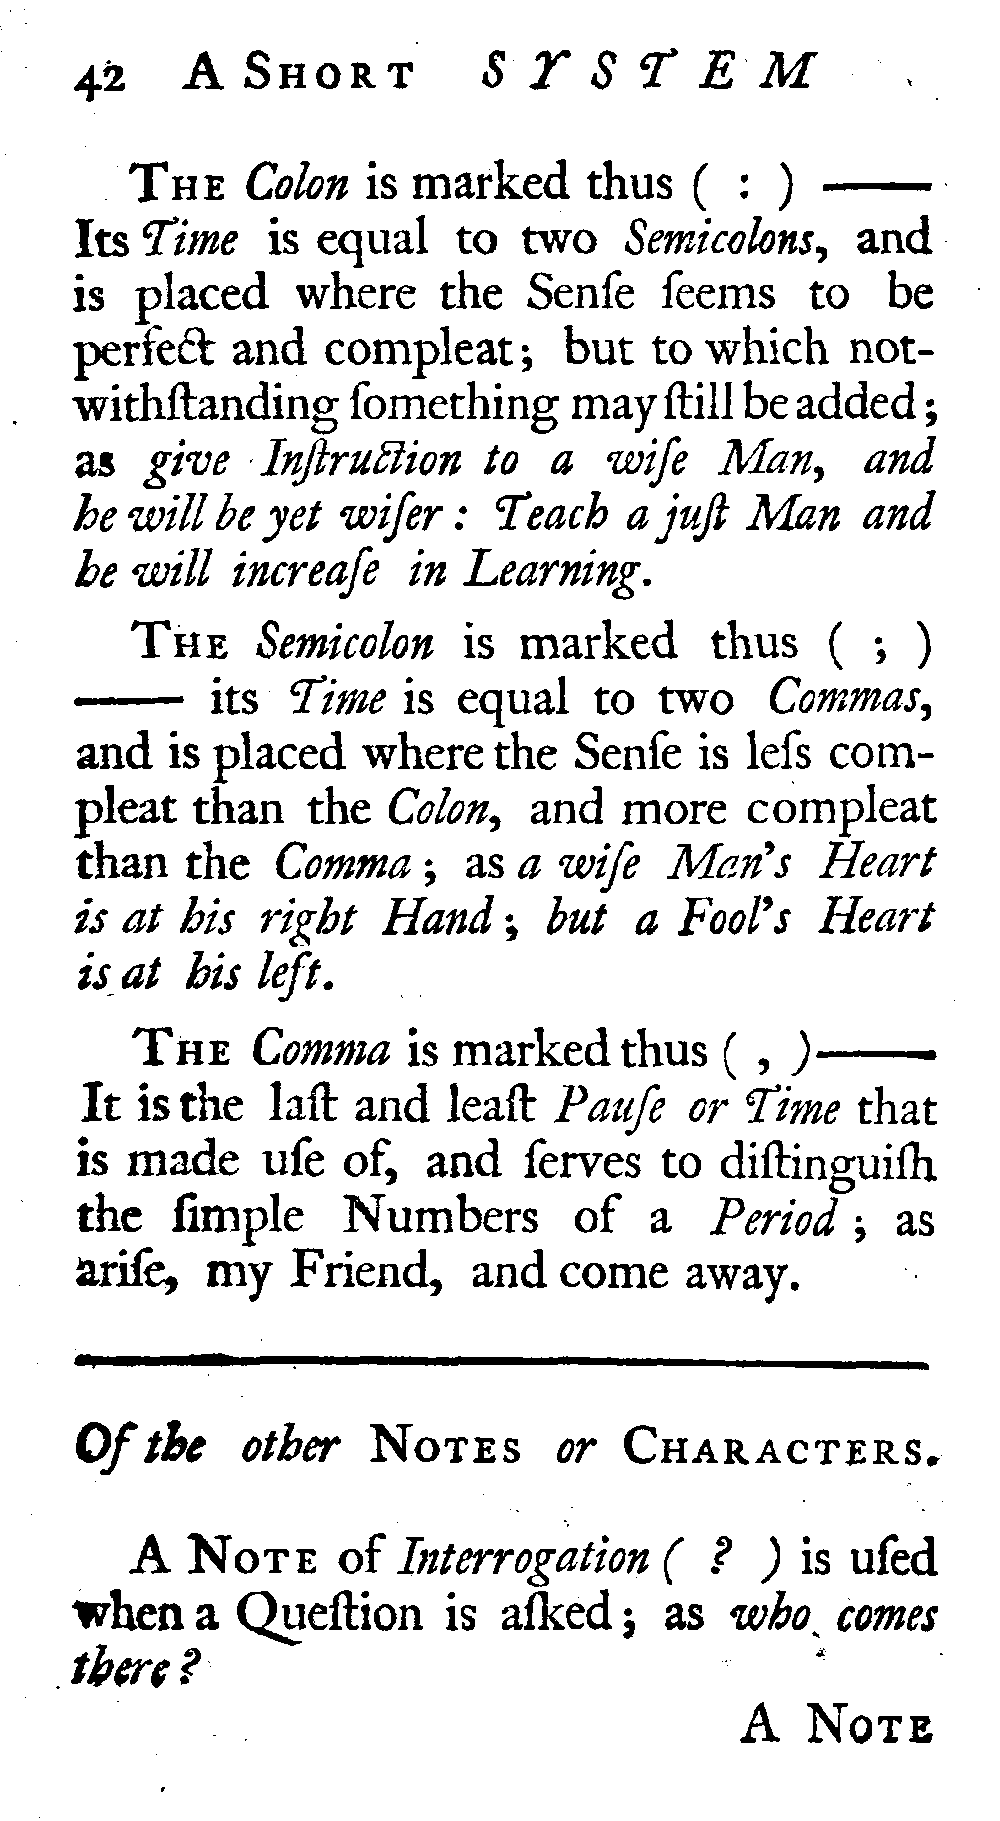 42 A SHORT SYSTEM
THE Colon is marked thus ( : ) ——
Its Time is equal to two Semicolons, and
is placed where the Senſe ſeems to be
perfect and compleat; but to which not-
withſtanding ſomething may ſtill be added;
as give Inſtruction to a wiſe Man, and
he will be yet wiſer : Teach a juſt Man and
he will increaſe in Learning.
THE Semicolon is marked thus ( ; )
—— its Time is equal to two Commas,
and is placed where the Senſe is leſs com-
pleat than the Colon, and more compleat
than the Comma; as a wiſe Man's Heart
is at his right Hand; but a Fool's Heart
is at his left.
THE Comma is marked thus ( , ) ——
It is the laſt and leaſt Pauſe or Time that
is made uſe of, and ſerves to diſtinguiſh
the ſimple Numbers of a Period; as
ariſe, my Friend, and come away.
Of the other NOTES or CHARACTERS.
A NOTE of Interrogation ( ? ) is uſed
when a Queſtion is aſked; as who comes
there?
A NOTE